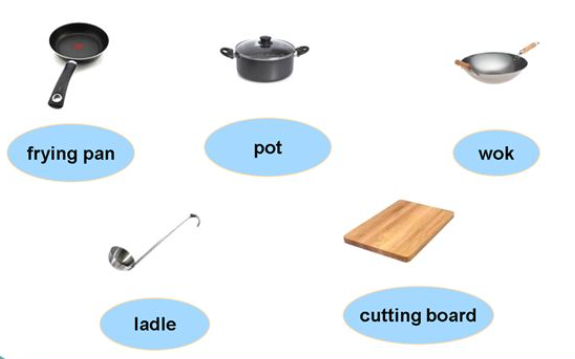 frying pan
pot
wok
ladle
cutting board